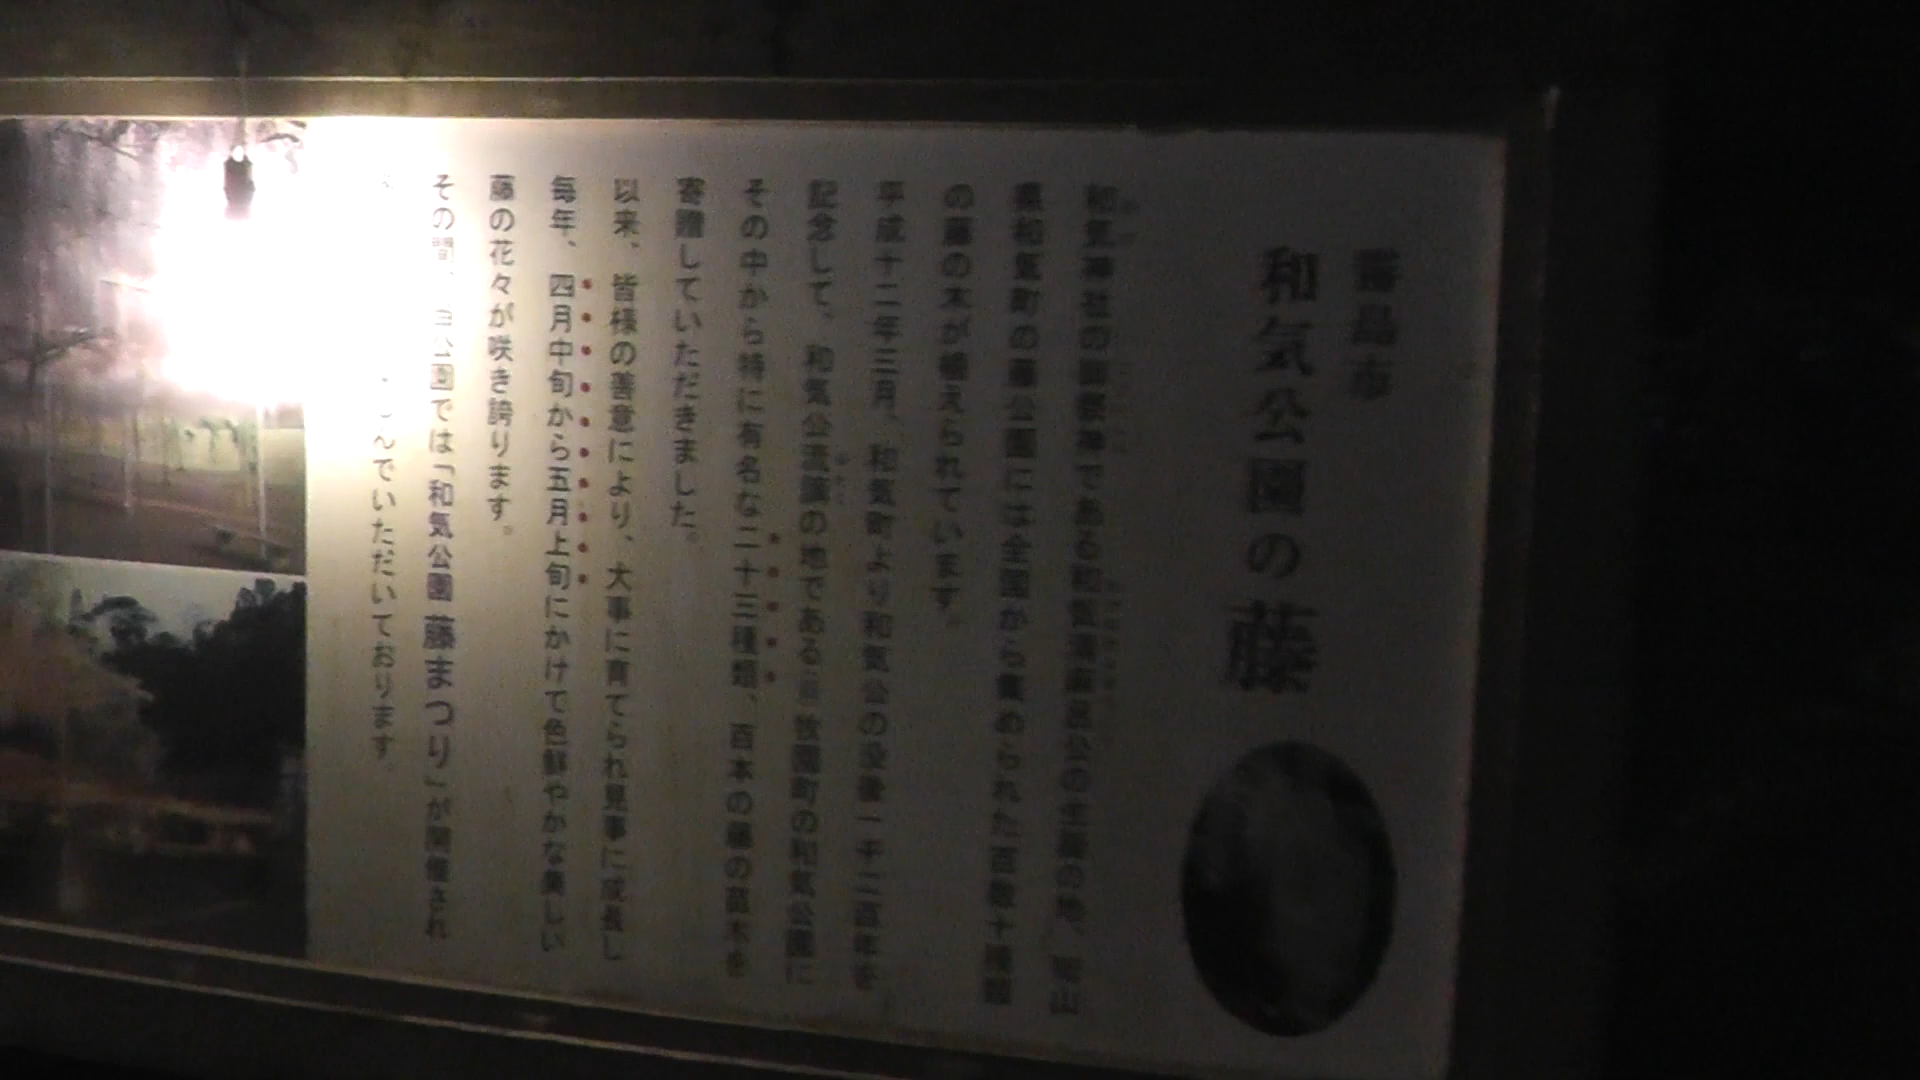 霧島市
和気公園の藤
和気神社の御祭神である和気清麻呂公の生誕の地、岡山
県和気町の藤公園には全国から集められた百数十種類
の藤の木が植えられています。
平成十二年三月、和気町より和気公の没後一千二百年を
記念して、和気公流謫の地である 牧園町の和気公園に
その中から特に有名な二十三種類、百本の藤の苗木を
寄贈していただきました。
以来、皆様の善意により、大事に育てられ見事に成長し
毎年、四月中旬から五月上旬にかけて色鮮やかな美しい
藤の花々が咲き誇ります。
その間、 公園では「和気公園 藤まつり」が開催され
んでいただいております。